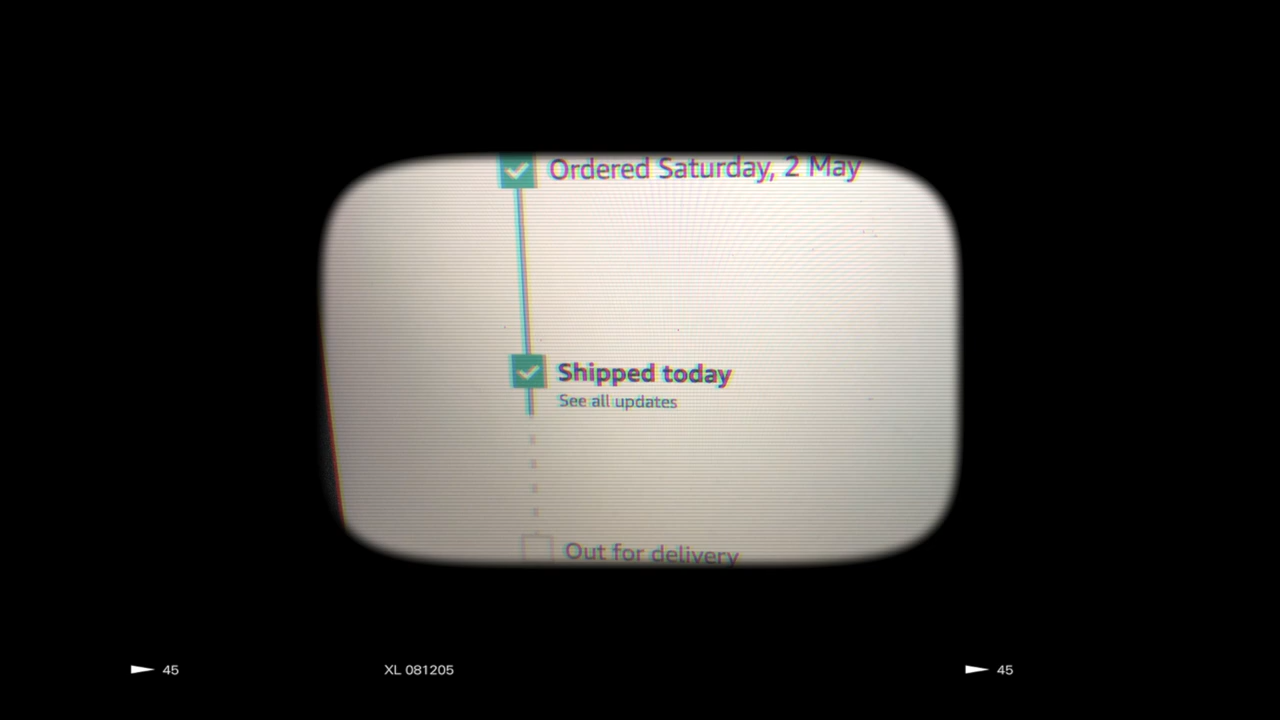 Ordered Saturday, 2 May
Shipped today
See all updates
Out for delivery
45
XL 081205
45